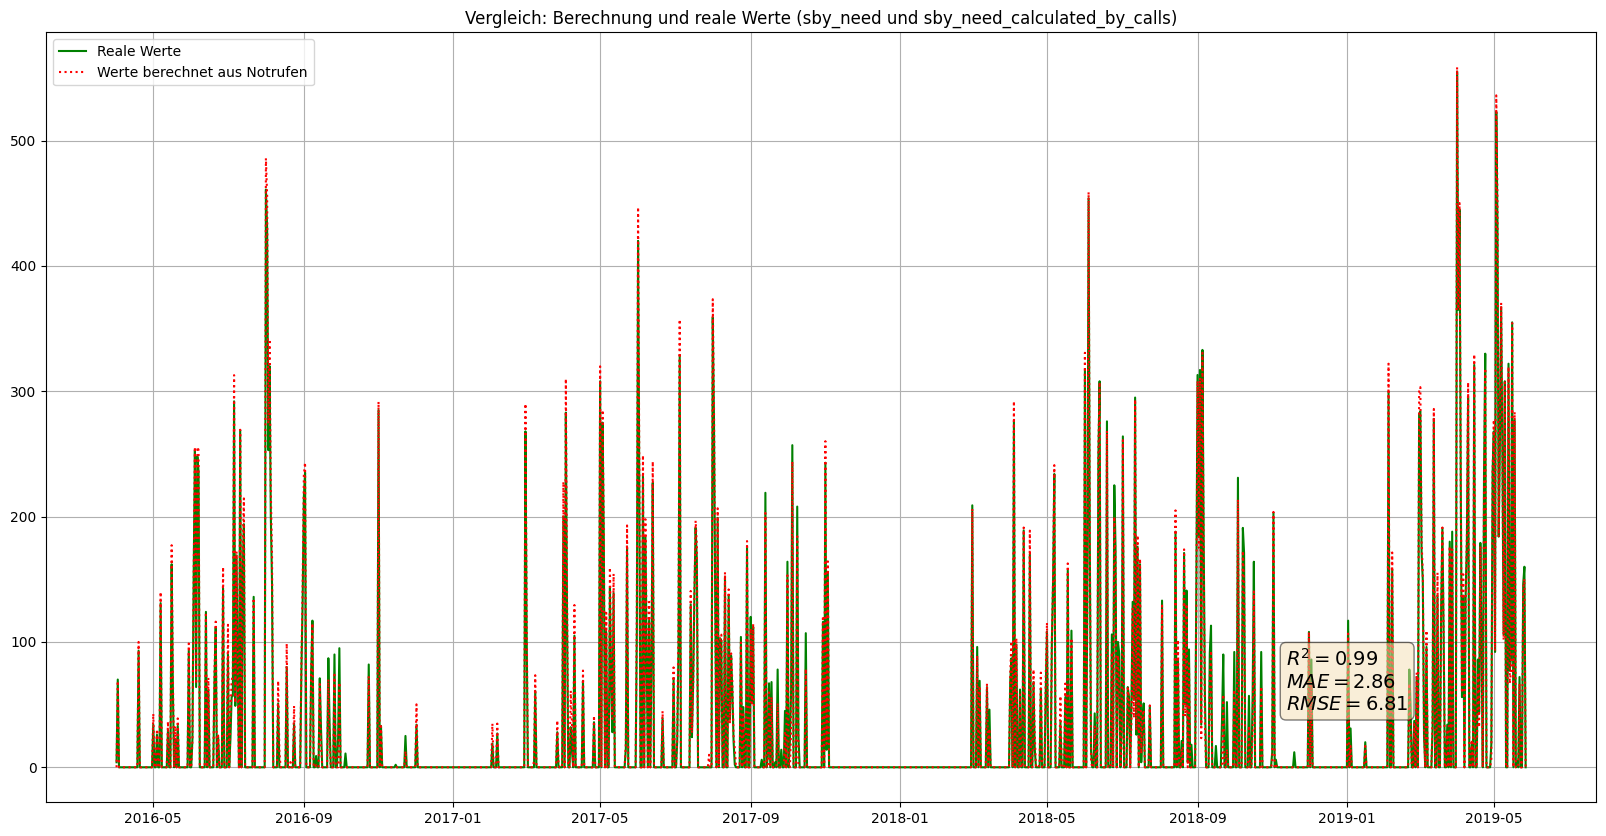 Vergleich: Berechnung und reale Werte (sby_need und sby_need_calculated_by_calls)
Reale Werte
Werte berechnet aus Notrufen
500
400
300
200
100
0
R² = 0.99
MAE = 2.86
RMSE = 6.81
2016-05 2016-09 2017-01 2017-05 2017-09 2018-01 2018-05 2018-09 2019-01 2019-05